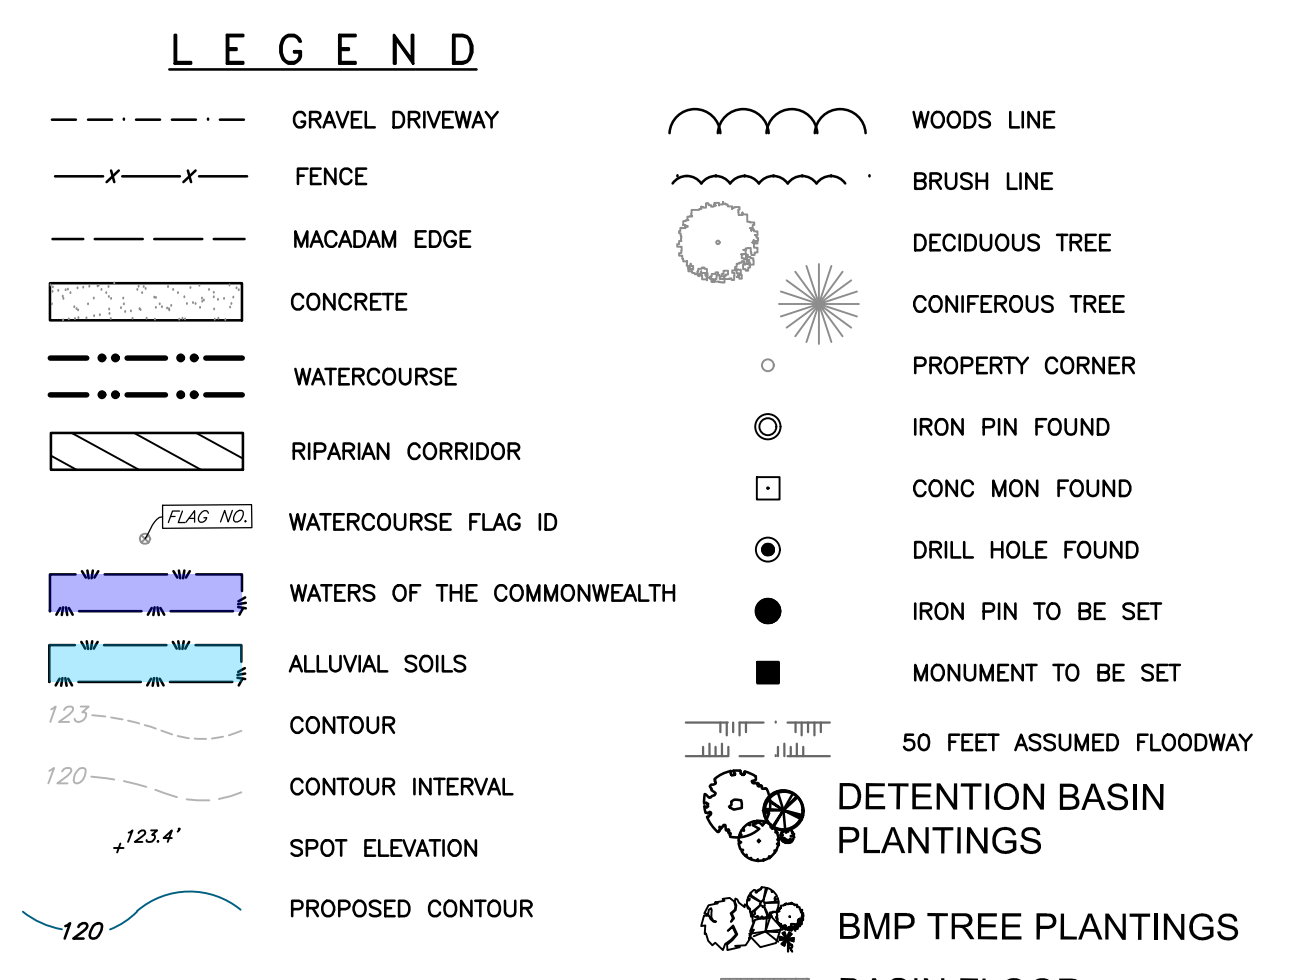 LEGEND
GRAVEL DRIVEWAY
FENCE
MACADAM EDGE
CONCRETE
WATERCOURSE
RIPARIAN CORRIDOR
FLAG NO. WATERCOURSE FLAG ID
WATERS OF THE COMMONWEALTH
ALLUVIAL SOILS
123 CONTOUR
120 CONTOUR INTERVAL
123.4' SPOT ELEVATION
120 PROPOSED CONTOUR
WOODS LINE
BRUSH LINE
DECIDUOUS TREE
CONIFEROUS TREE
PROPERTY CORNER
IRON PIN FOUND
CONC MON FOUND
DRILL HOLE FOUND
IRON PIN TO BE SET
MONUMENT TO BE SET
50 FEET ASSUMED FLOODWAY
DETENTION BASIN
PLANTINGS
BMP TREE PLANTINGS